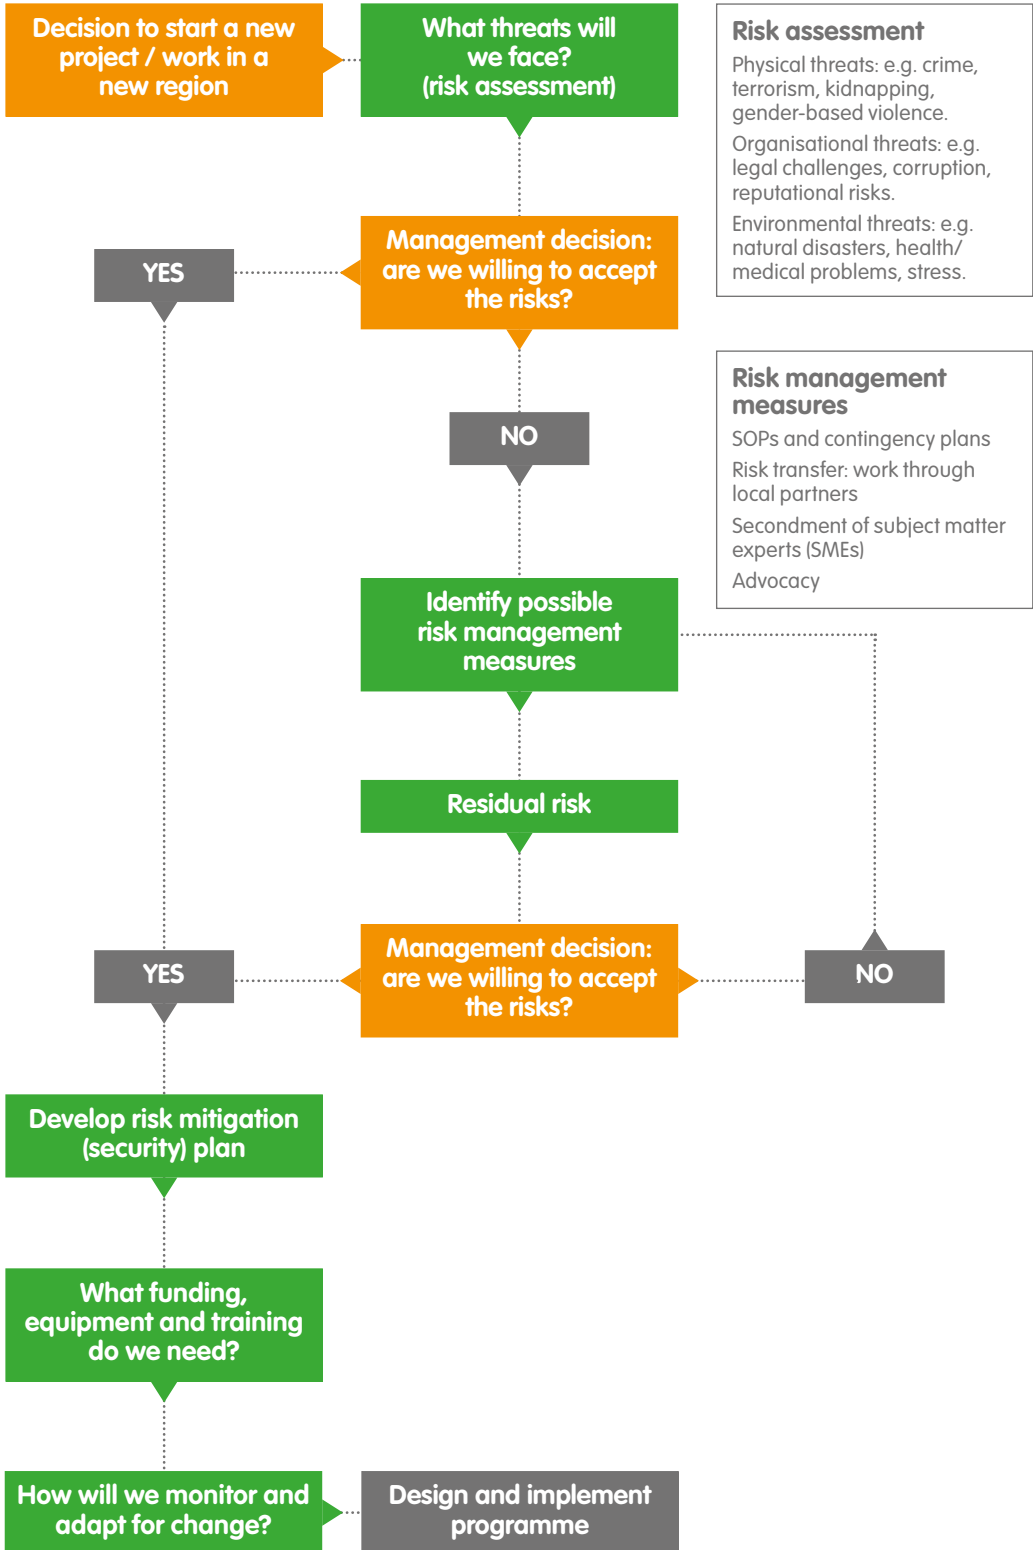 Decision to start a new
project / work in a
new region
What threats will
we face?
(risk assessment)
Risk assessment
Physical threats: e.g. crime,
terrorism, kidnapping,
gender-based violence.
Organisational threats: e.g.
legal challenges, corruption,
reputational risks.
Environmental threats: e.g.
natural disasters, health/
medical problems, stress.
Management decision:
are we willing to accept
the risks?
YES
NO
Risk management
measures
SOPs and contingency plans
Risk transfer: work through
local partners
Secondment of subject matter
experts (SMEs)
Advocacy
Identify possible
risk management
measures
Residual risk
Management decision:
are we willing to accept
the risks?
YES
NO
Develop risk mitigation
(security) plan
What funding,
equipment and training
do we need?
How will we monitor and
adapt for change?
Design and implement
programme